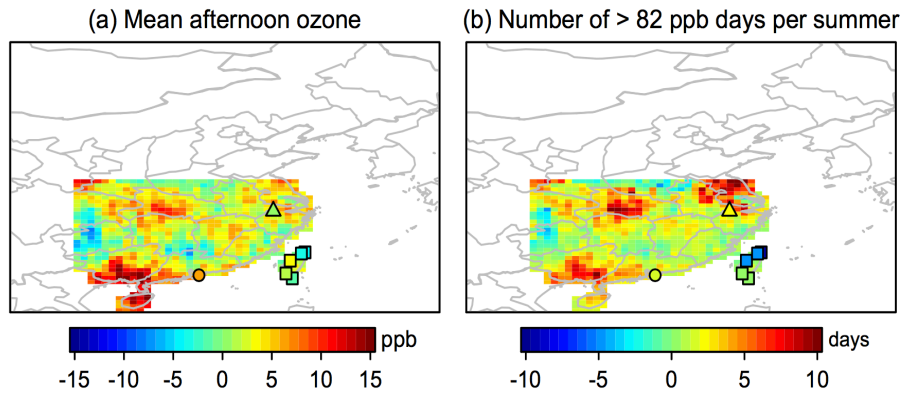 (a) Mean afternoon ozone
(b) Number of > 82 ppb days per summer
ppb
-15 -10 -5 0 5 10 15
days
-10 -5 0 5 10